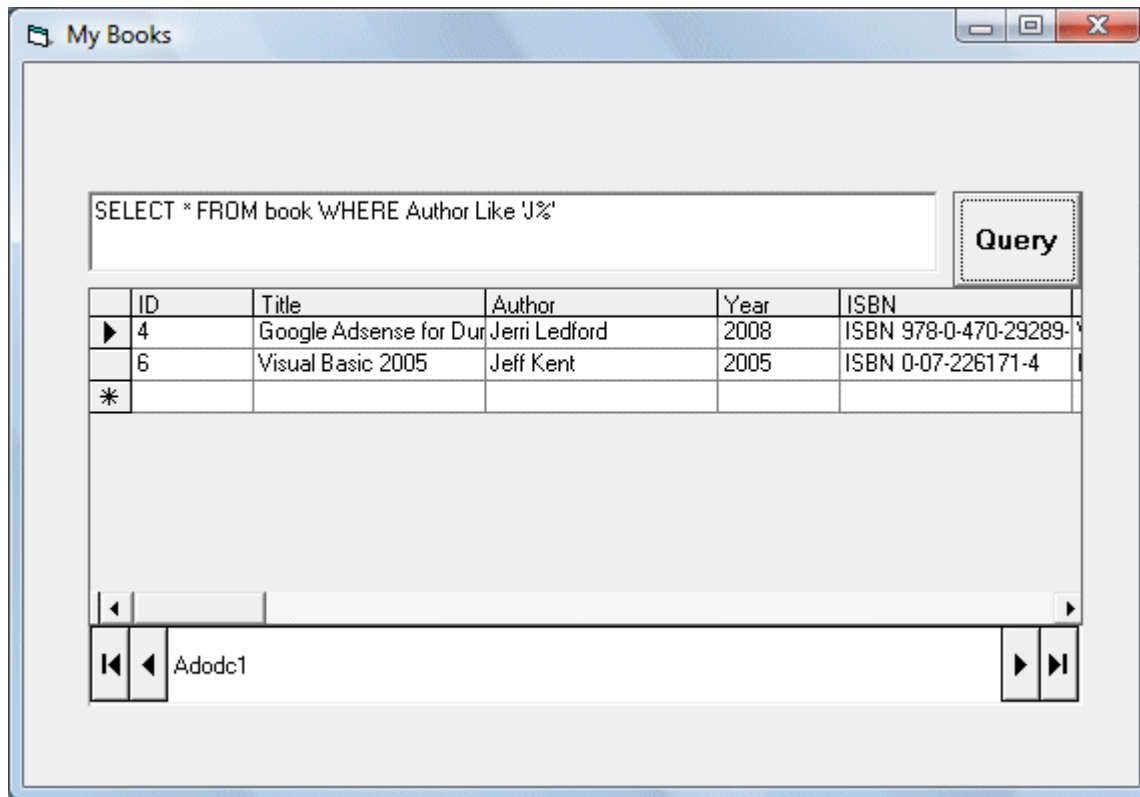 My Books
SELECT * FROM book WHERE Author Like 'J%'
Query
ID Title Author Year ISBN
4 Google Adsense for Dur Jerri Ledford 2008 ISBN 978-0-470-29289-
6 Visual Basic 2005 Jeff Kent 2005 ISBN 0-07-226171-4
Adodc1